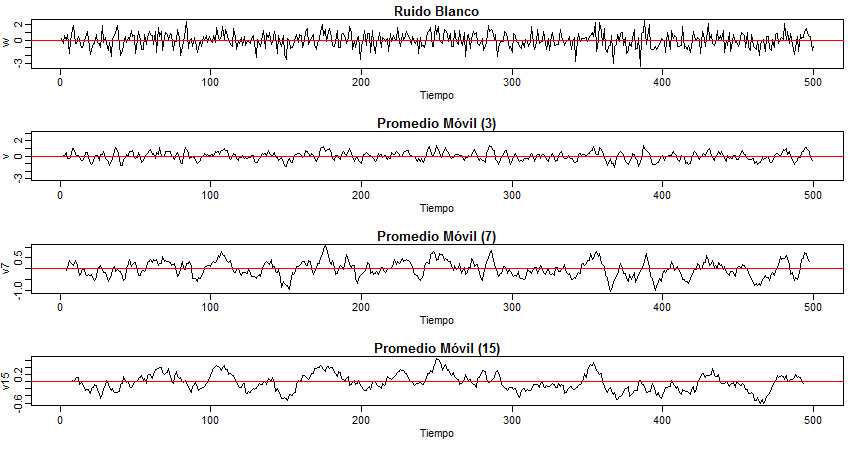 Ruido Blanco
w
2
0
-3
0 100 200 300 400 500
Tiempo
Promedio Móvil (3)
v
2
0
-3
0 100 200 300 400 500
Tiempo
Promedio Móvil (7)
v7
0.5
-1.0
0 100 200 300 400 500
Tiempo
Promedio Móvil (15)
v15
0.2
-0.6
0 100 200 300 400 500
Tiempo